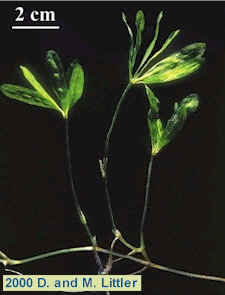 2 cm
2000 D. and M. Littler